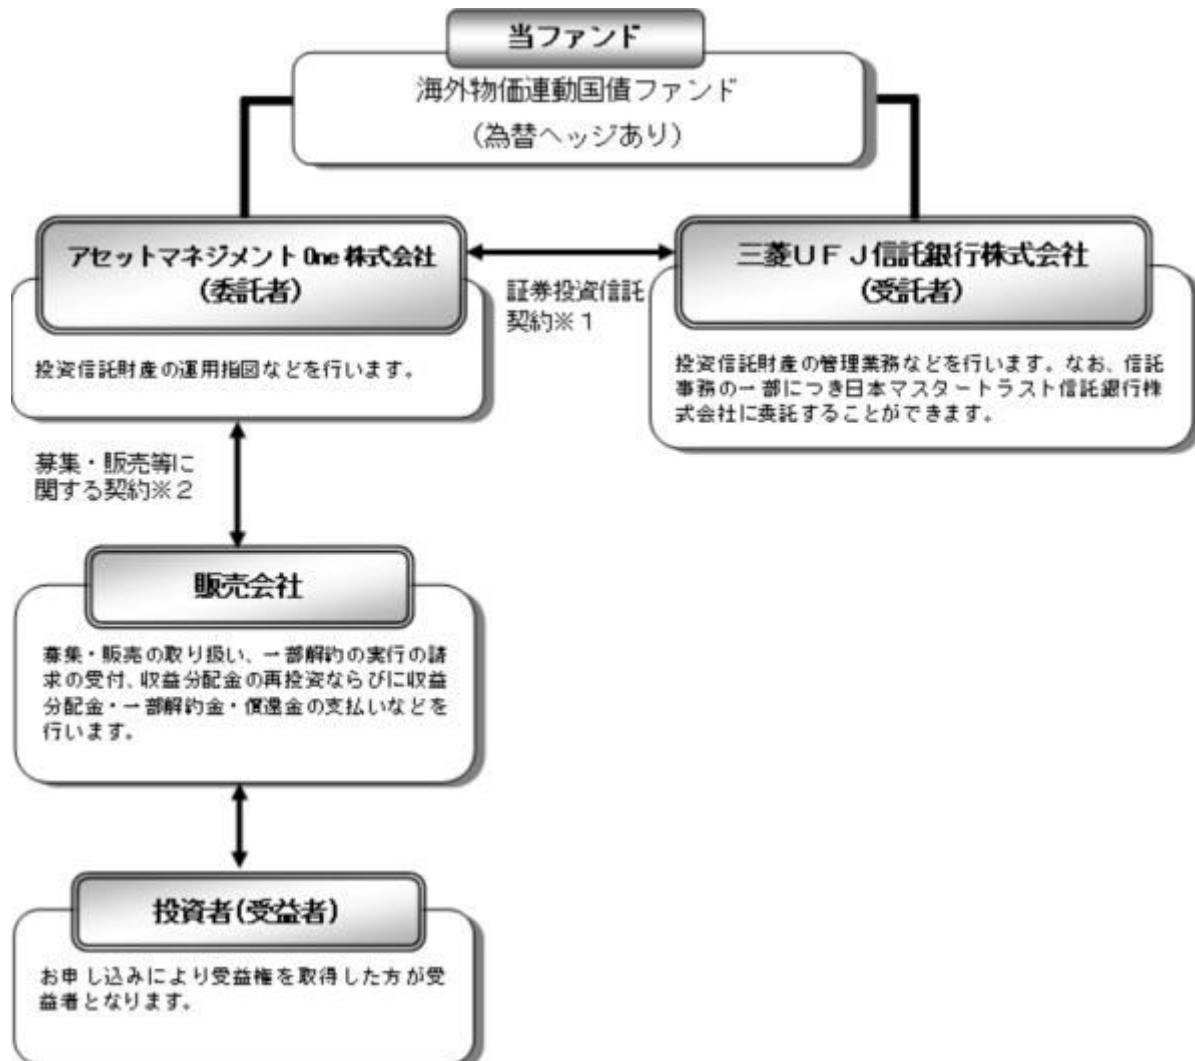 当ファンド
海外物価連動国債ファンド
(為替ヘッジあり)
アセットマネジメント One 株式会社
(委託者)
投資信託財産の運用指図などを行います。
証券投資信託
契約※1
三菱UFJ信託銀行株式会社
(受託者)
投資信託財産の管理業務などを行います。なお、信託
事務の一部につき日本マスタートラスト信託銀行株
式会社に委託することができます。
募集・販売等に
関する契約※2
販売会社
募集・販売の取り扱い、一部解約の実行の請
求の受付、収益分配金の再投資ならびに収益
分配金・一部解約金・償還金の支払いなどを
行います。
投資者(受益者)
お申し込みにより受益権を取得した方が受
益者となります。